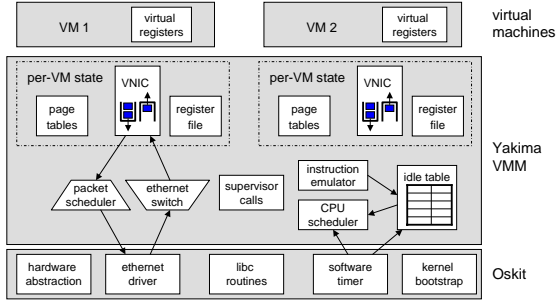 VM 1
virtual
registers
VM 2
virtual
registers
virtual
machines
per-VM state
VNIC
page
tables
register
file
per-VM state
VNIC
page
tables
register
file
Yakima
VMM
packet
scheduler
ethernet
switch
supervisor
calls
instruction
emulator
CPU
scheduler
idle table
hardware
abstraction
ethernet
driver
libc
routines
software
timer
kernel
bootstrap
Oskit